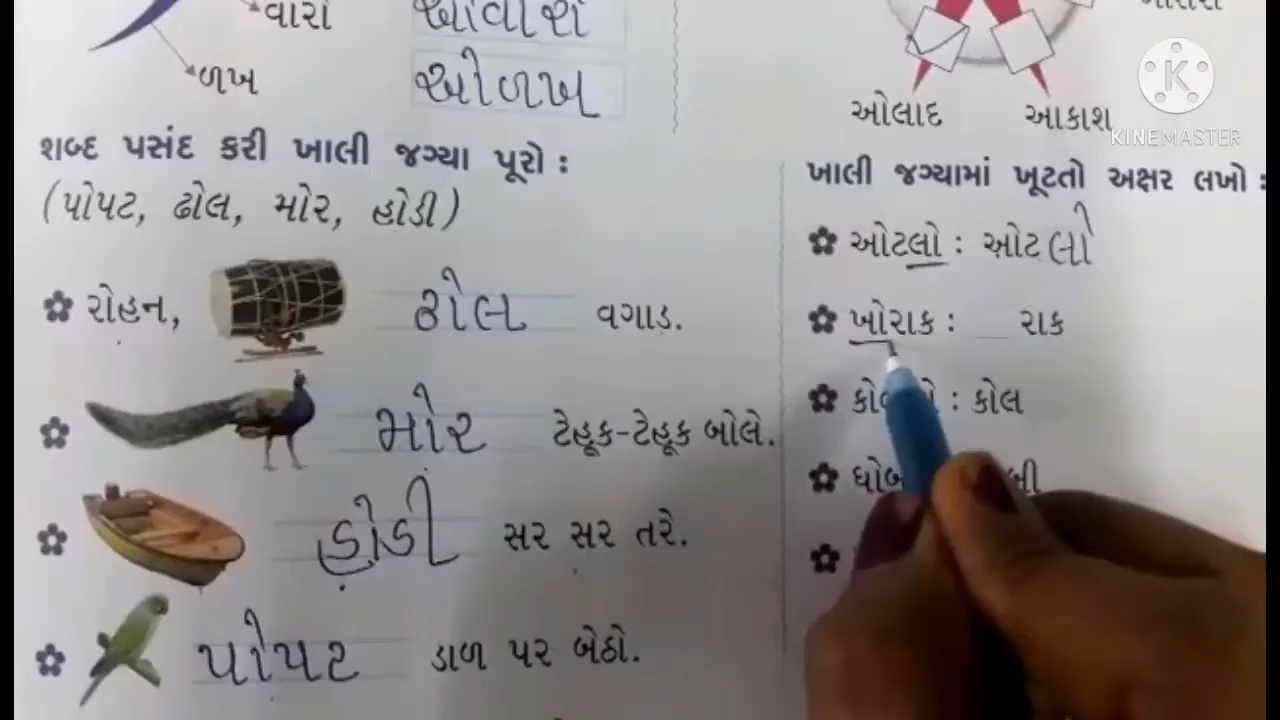 વારો
આવારો
ળખ
ઓળખ
શબ્દ પસંદ કરી ખાલી જગ્યા પૂરો :
(પોપટ, ઢોલ, મોર, હોડી)
રોહન, ઢોલ વગાડ.
મોર ટેહૂક-ટેહૂક બોલે.
હોડી સર સર તરે.
પોપટ ડાળ પર બેઠો.
ઓલાદ આકાશ
K
KINEMASTER
ખાલી જગ્યામાં ખૂટતો અક્ષર લખો :
ઓટલો : ઓટલો
ખોરાક : __ રાક
: કોલ